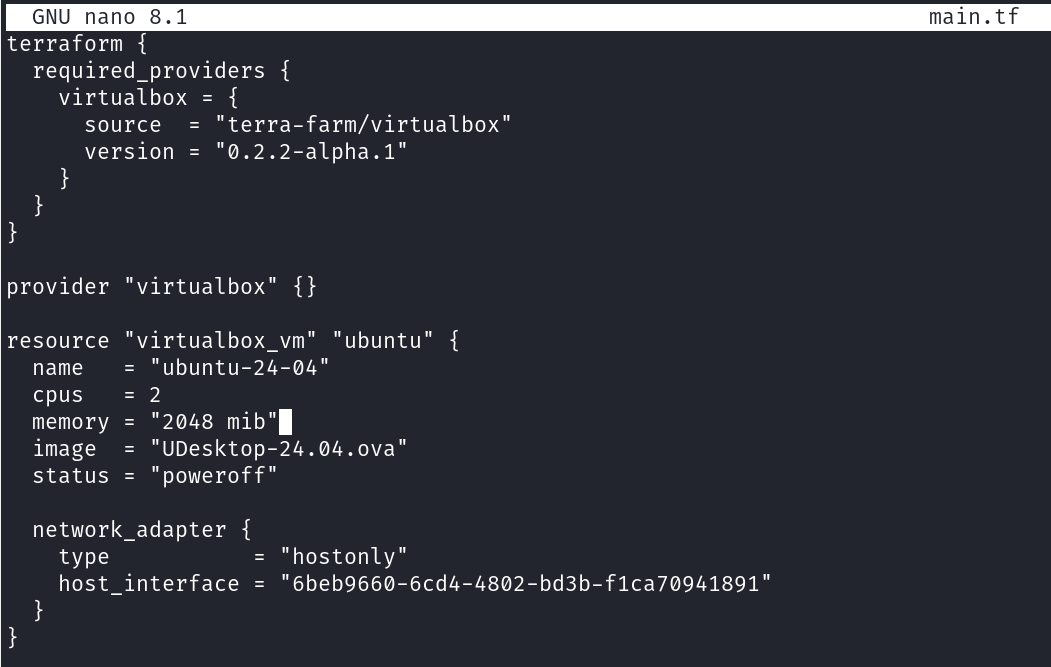 GNU nano 8.1 main.tf
terraform {
  required_providers {
    virtualbox = {
      source  = "terra-farm/virtualbox"
      version = "0.2.2-alpha.1"
    }
  }
}

provider "virtualbox" {}

resource "virtualbox_vm" "ubuntu" {
  name   = "ubuntu-24-04"
  cpus   = 2
  memory = "2048 mib"
  image  = "UDesktop-24.04.ova"
  status = "poweroff"

  network_adapter {
    type           = "hostonly"
    host_interface = "6beb9660-6cd4-4802-bd3b-f1ca70941891"
  }
}